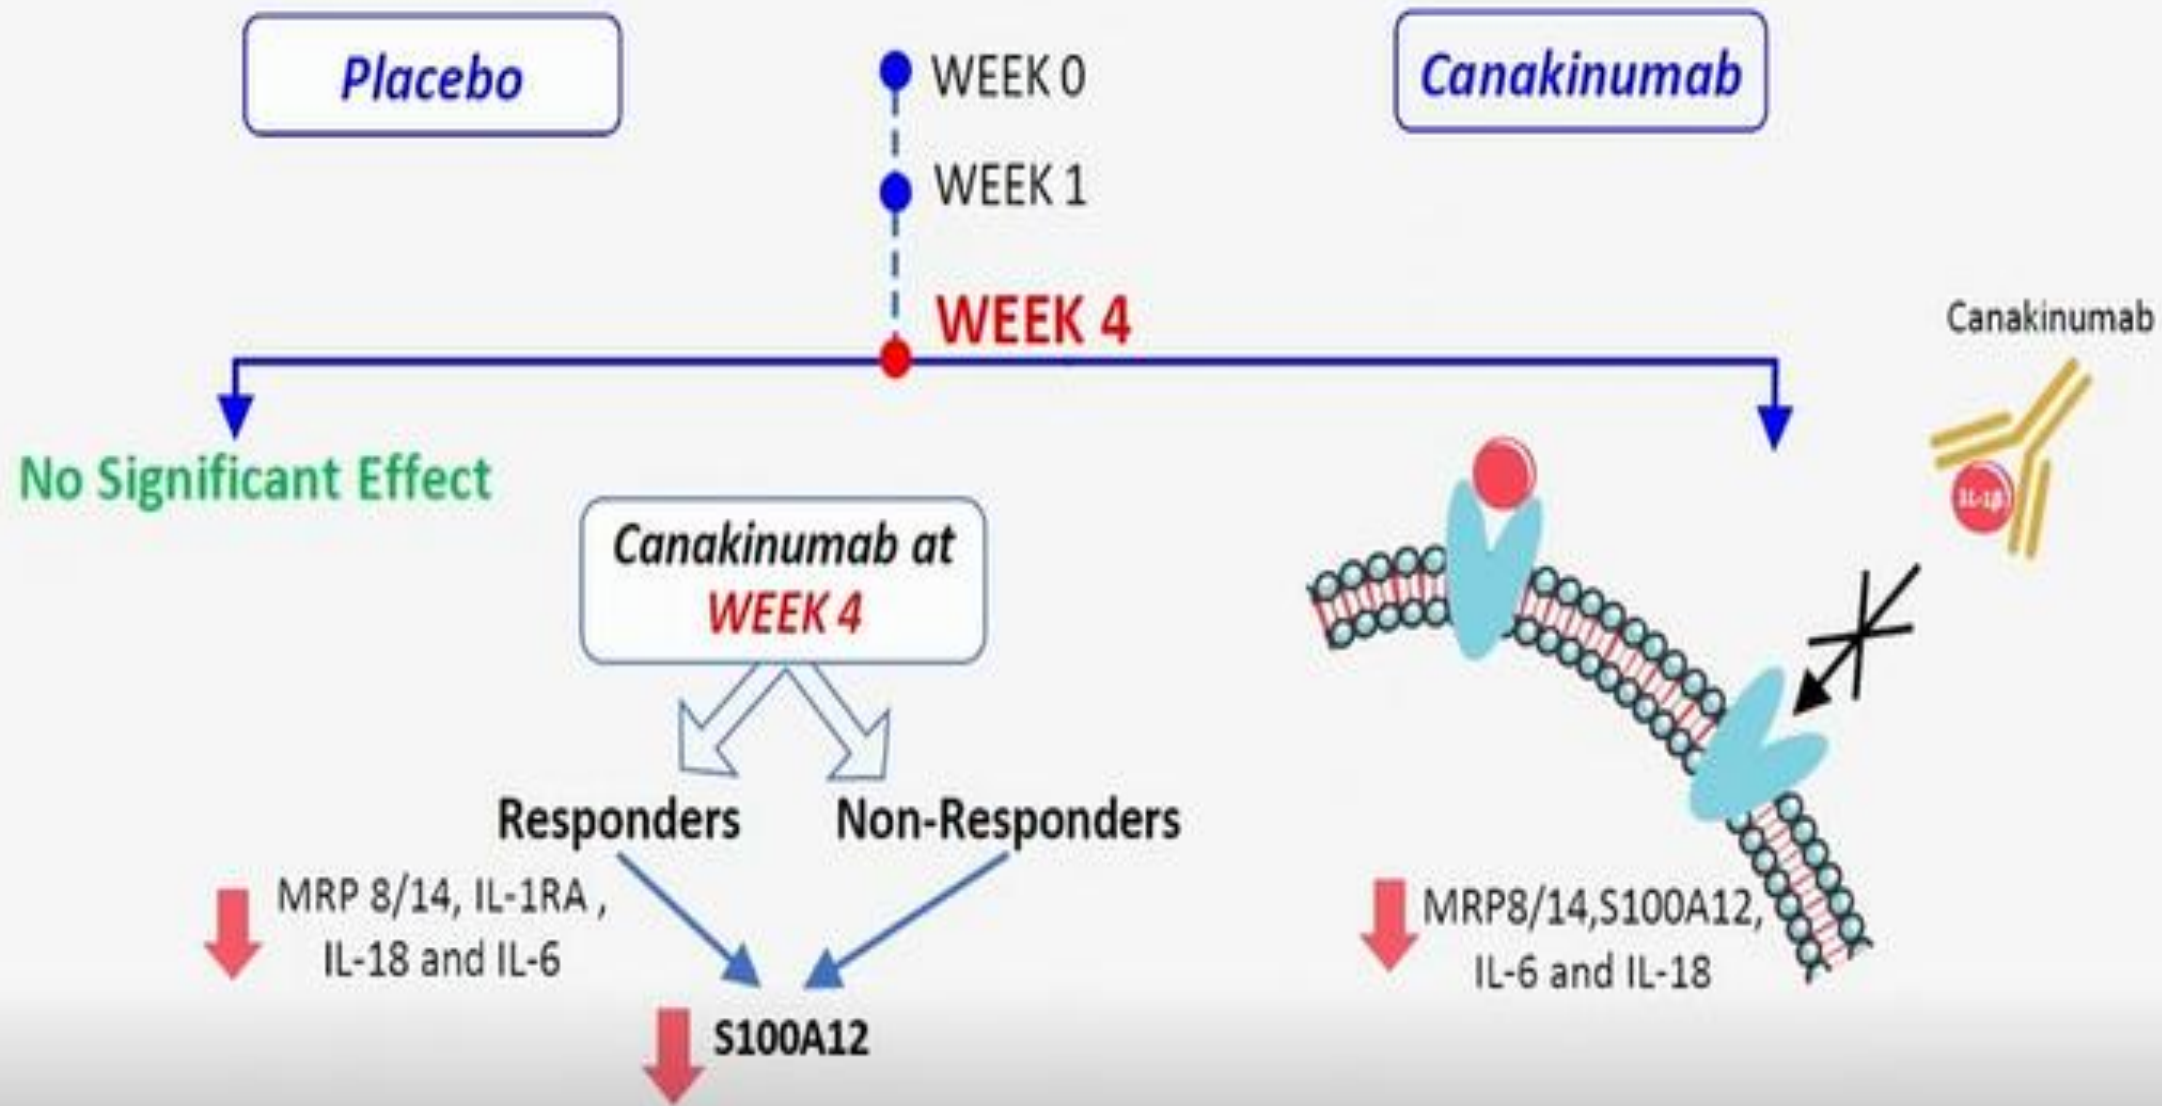 Placebo
WEEK 0
Canakinumab
WEEK 1
WEEK 4
Canakinumab
No Significant Effect
IL-1β
Canakinumab at
WEEK 4
Responders
Non-Responders
MRP 8/14, IL-1RA ,
IL-18 and IL-6
MRP8/14,S100A12,
IL-6 and IL-18
S100A12